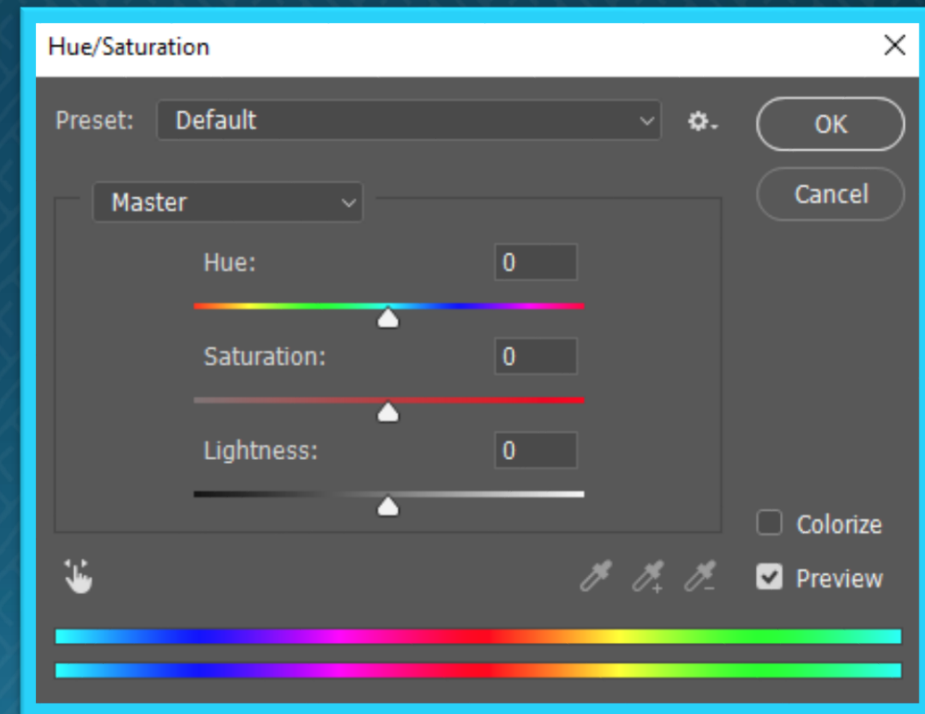 Hue/Saturation
Preset: Default
OK
Cancel
Master
Hue: 0
Saturation: 0
Lightness: 0
Colorize
Preview